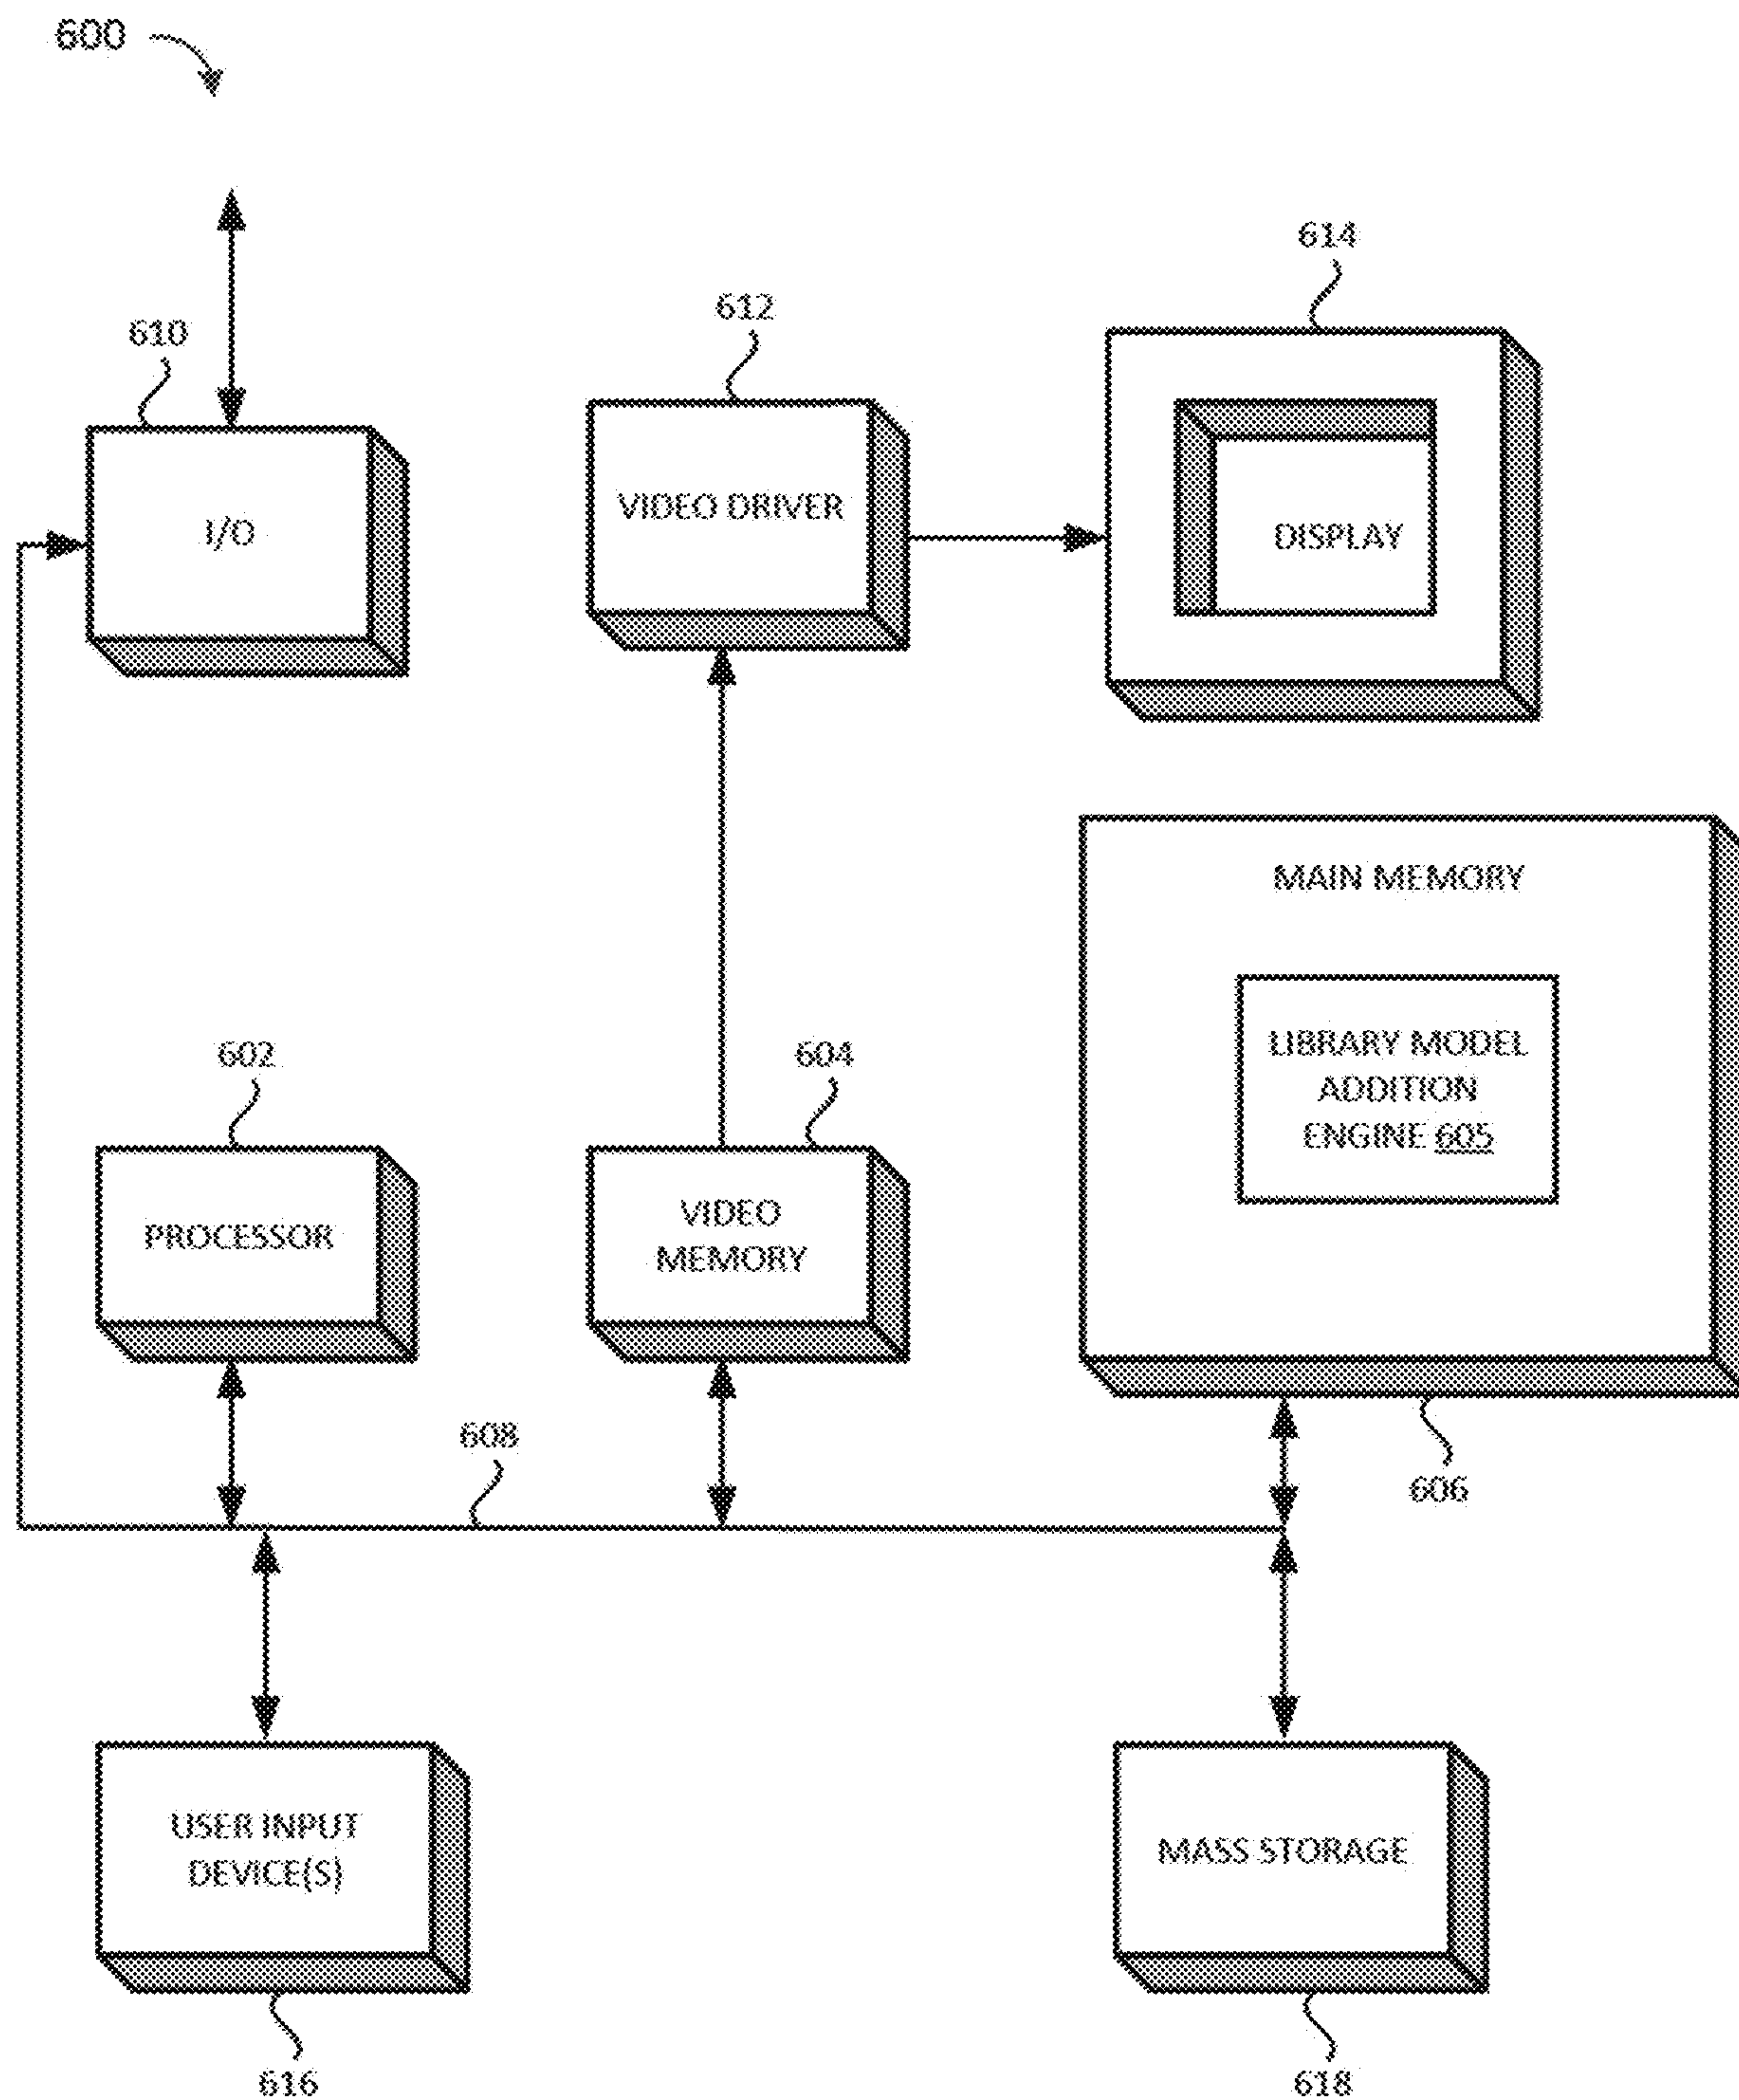 600
614
612
610
I/O
VIDEO DRIVER
DISPLAY
MAIN MEMORY
LIBRARY MODEL
ADDITION
ENGINE 605
602
604
PROCESSOR
VIDEO
MEMORY
608
606
USER INPUT
DEVICE(S)
MASS STORAGE
616
618